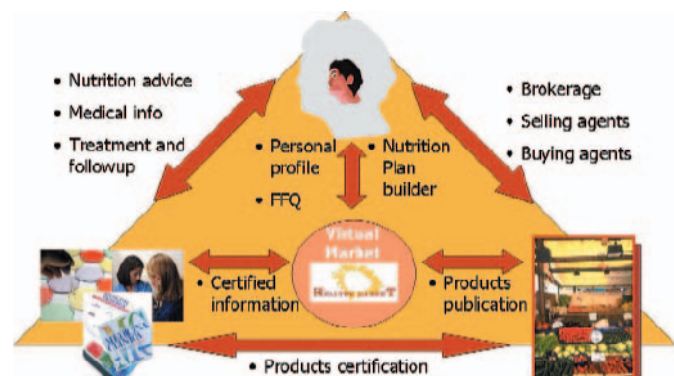 • Nutrition advice
• Medical info
• Treatment and
followup
• Brokerage
• Selling agents
• Buying agents
• Personal
profile
• FFQ
• Nutrition
Plan
builder
Virtual
Market
• Certified
information
• Products
publication
• Products certification